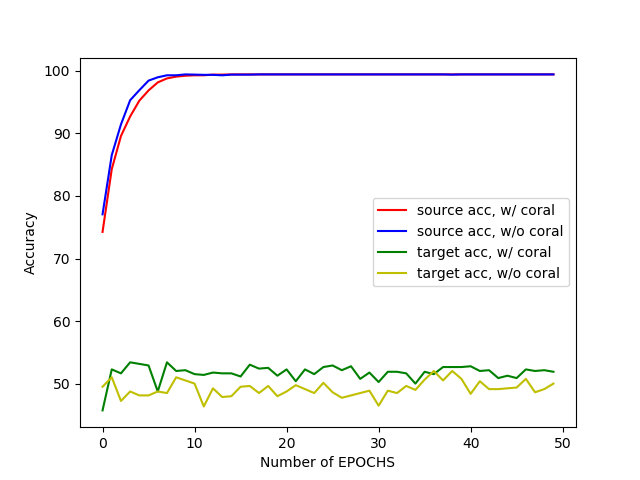 100
90
80
70
60
50
Accuracy
source acc, w/ coral
source acc, w/o coral
target acc, w/ coral
target acc, w/o coral
0 10 20 30 40 50
Number of EPOCHS